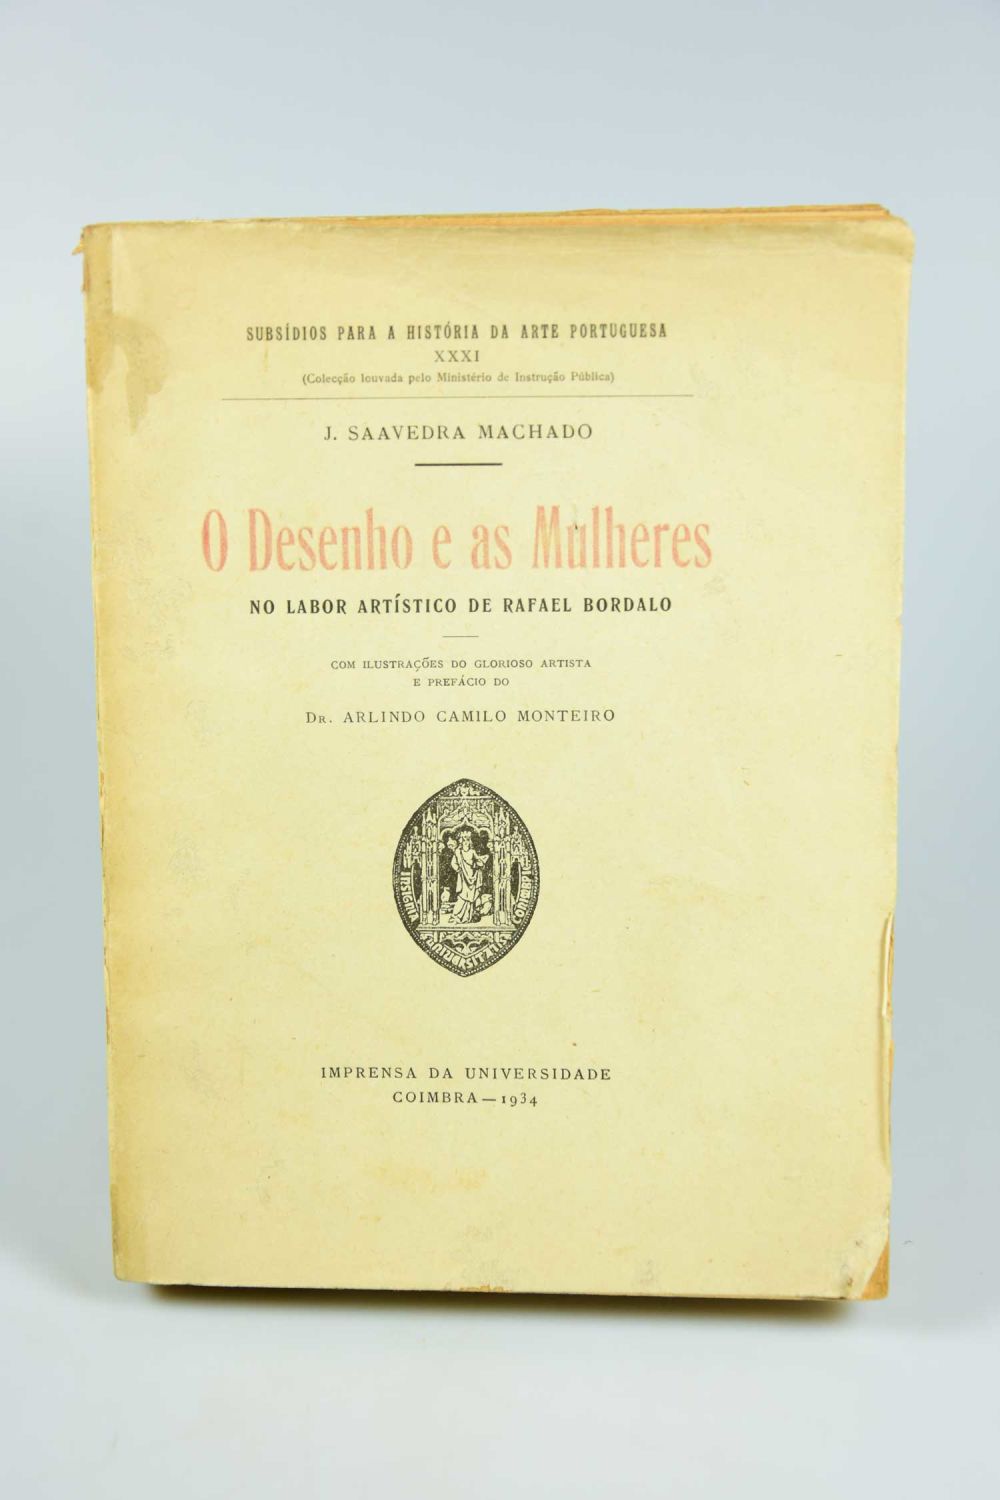 SUBSÍDIOS PARA A HISTÓRIA DA ARTE PORTUGUESA
XXXI
(Colecção louvada pelo Ministério de Instrução Pública)
J. SAAVEDRA MACHADO
O Desenho e as Mulheres
NO LABOR ARTÍSTICO DE RAFAEL BORDALO
COM ILUSTRAÇÕES DO GLORIOSO ARTISTA
E PREFÁCIO DO
DR. ARLINDO CAMILO MONTEIRO
INSIGNIA
IMPRENSA DA UNIVERSIDADE
COIMBRA — 1934